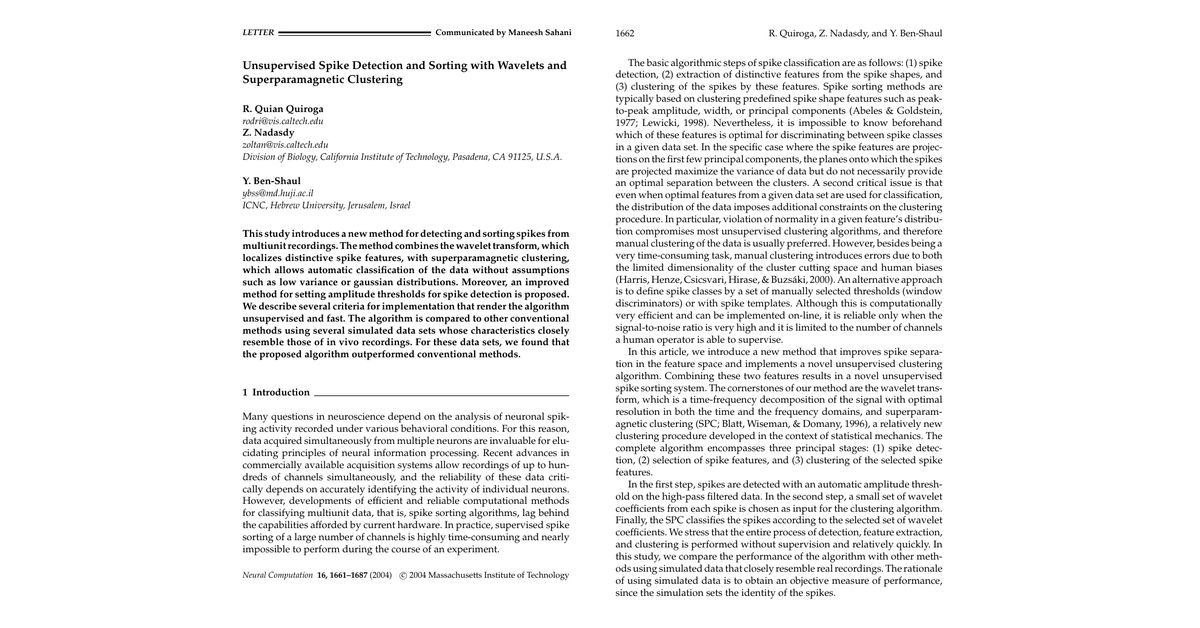 LETTER Communicated by Maneesh Sahani
Unsupervised Spike Detection and Sorting with Wavelets and
Superparamagnetic Clustering
R. Quian Quiroga
rodri@vis.caltech.edu
Z. Nadasdy
zoltan@vis.caltech.edu
Division of Biology, California Institute of Technology, Pasadena, CA 91125, U.S.A.
Y. Ben-Shaul
ybss@md.huji.ac.il
ICNC, Hebrew University, Jerusalem, Israel
This study introduces a new method for detecting and sorting spikes from
multiunit recordings. The method combines the wavelet transform, which
localizes distinctive spike features, with superparamagnetic clustering,
which allows automatic classification of the data without assumptions
such as low variance or gaussian distributions. Moreover, an improved
method for setting amplitude thresholds for spike detection is proposed.
We describe several criteria for implementation that render the algorithm
unsupervised and fast. The algorithm is compared to other conventional
methods using several simulated data sets whose characteristics closely
resemble those of in vivo recordings. For these data sets, we found that
the proposed algorithm outperformed conventional methods.
1 Introduction
Many questions in neuroscience depend on the analysis of neuronal spik-
ing activity recorded under various behavioral conditions. For this reason,
data acquired simultaneously from multiple neurons are invaluable for elu-
cidating principles of neural information processing. Recent advances in
commercially available acquisition systems allow recordings of up to hun-
dreds of channels simultaneously, and the reliability of these data criti-
cally depends on accurately identifying the activity of individual neurons.
However, developments of efficient and reliable computational methods
for classifying multiunit data, that is, spike sorting algorithms, lag behind
the capabilities afforded by current hardware. In practice, supervised spike
sorting of a large number of channels is highly time-consuming and nearly
impossible to perform during the course of an experiment.
Neural Computation 16, 1661–1687 (2004) © 2004 Massachusetts Institute of Technology
1662 R. Quiroga, Z. Nadasdy, and Y. Ben-Shaul
The basic algorithmic steps of spike classification are as follows: (1) spike
detection, (2) extraction of distinctive features from the spike shapes, and
(3) clustering of the spikes by these features. Spike sorting methods are
typically based on clustering predefined spike shape features such as peak-
to-peak amplitude, width, or principal components (Abeles & Goldstein,
1977; Lewicki, 1998). Nevertheless, it is impossible to know beforehand
which of these features is optimal for discriminating between spike classes
in a given data set. In the specific case where the spike features are projec-
tions on the first few principal components, the planes onto which the spikes
are projected maximize the variance of data but do not necessarily provide
an optimal separation between the clusters. A second critical issue is that
even when optimal features from a given data set are used for classification,
the distribution of the data imposes additional constraints on the clustering
procedure. In particular, violation of normality in a given feature's distribu-
tion compromises most unsupervised clustering algorithms, and therefore
manual clustering of the data is usually preferred. However, besides being a
very time-consuming task, manual clustering introduces errors due to both
the limited dimensionality of the cluster cutting space and human biases
(Harris, Henze, Csicsvari, Hirase, & Buzsáki, 2000). An alternative approach
is to define spike classes by a set of manually selected thresholds (window
discriminators) or with spike templates. Although this is computationally
very efficient and can be implemented on-line, it is reliable only when the
signal-to-noise ratio is very high and it is limited to the number of channels
a human operator is able to supervise.
In this article, we introduce a new method that improves spike separa-
tion in the feature space and implements a novel unsupervised clustering
algorithm. Combining these two features results in a novel unsupervised
spike sorting system. The cornerstones of our method are the wavelet trans-
form, which is a time-frequency decomposition of the signal with optimal
resolution in both the time and the frequency domains, and superparam-
agnetic clustering (SPC; Blatt, Wiseman, & Domany, 1996), a relatively new
clustering procedure developed in the context of statistical mechanics. The
complete algorithm encompasses three principal stages: (1) spike detec-
tion, (2) selection of spike features, and (3) clustering of the selected spike
features.
In the first step, spikes are detected with an automatic amplitude thresh-
old on the high-pass filtered data. In the second step, a small set of wavelet
coefficients from each spike is chosen as input for the clustering algorithm.
Finally, the SPC classifies the spikes according to the selected set of wavelet
coefficients. We stress that the entire process of detection, feature extraction,
and clustering is performed without supervision and relatively quickly. In
this study, we compare the performance of the algorithm with other meth-
ods using simulated data that closely resemble real recordings. The rationale
of using simulated data is to obtain an objective measure of performance,
since the simulation sets the identity of the spikes.